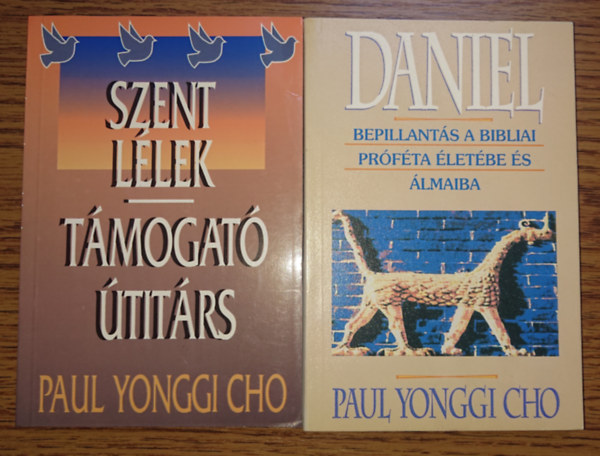 SZENT
LÉLEK
TÁMOGATÓ
ÚTITÁRS
PAUL YONGGI CHO
DANIEL
BEPILLANTÁS A BIBLIAI
PRÓFÉTA ÉLETÉBE ÉS
ÁLMAIBA
PAUL YONGGI CHO